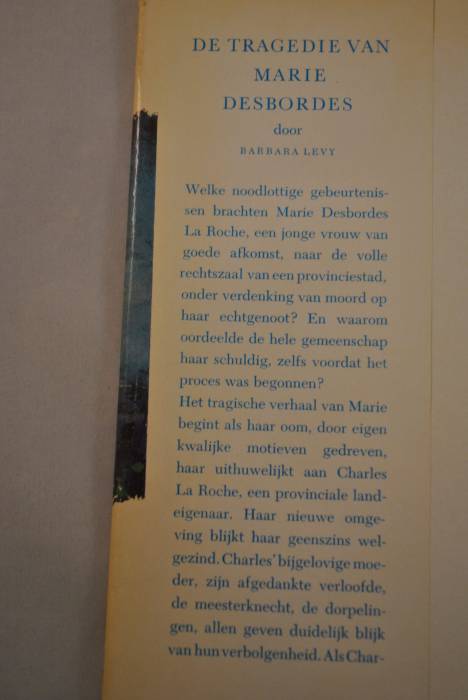 DE TRAGEDIE VAN
MARIE
DESBORDES
door
BARBARA LEVY
Welke noodlottige gebeurtenis-
sen brachten Marie Desbordes
La Roche, een jonge vrouw van
goede afkomst, naar de volle
rechtszaal van een provinciestad,
onder verdenking van moord op
haar echtgenoot? En waarom
oordeelde de hele gemeenschap
haar schuldig, zelfs voordat het
proces was begonnen?
Het tragische verhaal van Marie
begint als haar oom, door eigen
kwalijke motieven gedreven,
haar uithuwelijkt aan Charles
La Roche, een provinciale land-
eigenaar. Haar nieuwe omge-
ving blijkt haar geenszins wel-
gezind. Charles' bijgelovige moe-
der, zijn afgedankte verloofde,
de meesterknecht, de dorpelin-
gen, allen geven duidelijk blijk
van hun verbolgenheid. Als Char-